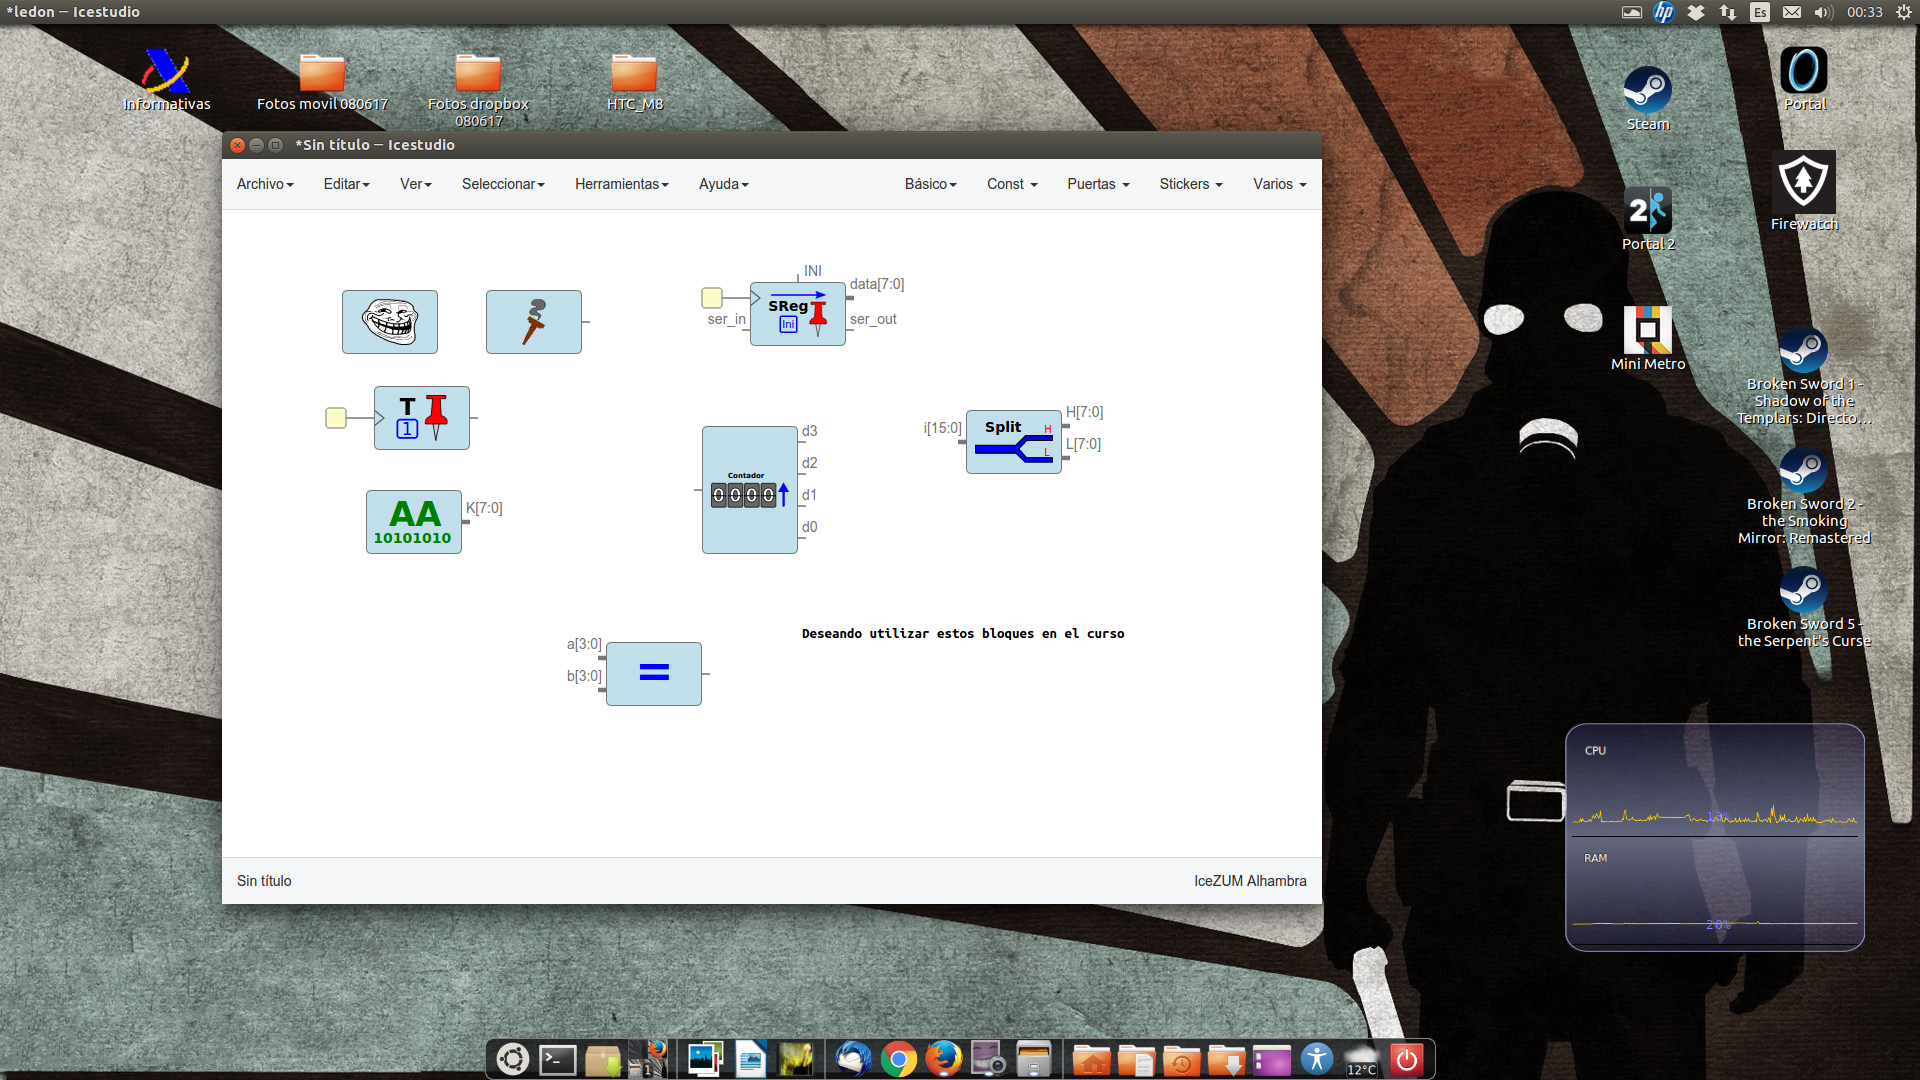 *ledon — Icestudio
hp
Es
00:33
Informativas
Fotos movil 080617
Fotos dropbox
080617
HTC_M8
Steam
Portal
2
Portal 2
Firewatch
Mini Metro
Broken Sword 1 -
Shadow of the
Templars: Directo...
Broken Sword 2 -
the Smoking
Mirror: Remastered
Broken Sword 5 -
the Serpent's Curse
*Sin título — Icestudio
Archivo Editar Ver Seleccionar Herramientas Ayuda Básico Const Puertas Stickers Varios
INI
data[7:0]
SReg
Ini
ser_in
ser_out
T
1
AA
10101010
K[7:0]
Contador
0000
d3
d2
d1
d0
i[15:0]
Split
H
L
H[7:0]
L[7:0]
a[3:0]
b[3:0]
=
Deseando utilizar estos bloques en el curso
Sin título
IceZUM Alhambra
CPU
RAM
20%
1
12°C